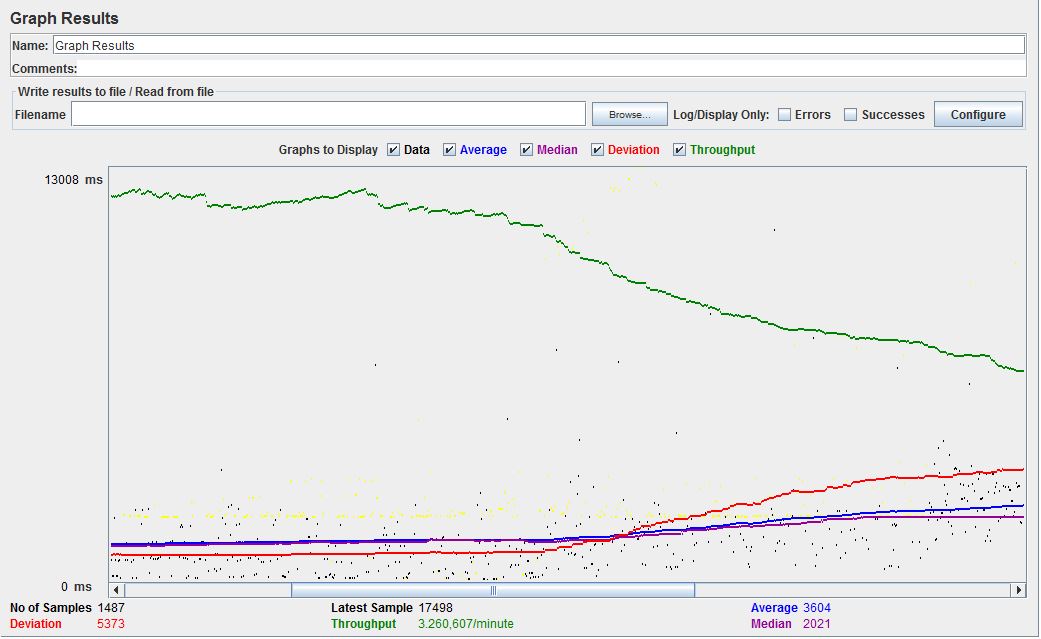 Graph Results
Name: Graph Results
Comments:
Write results to file / Read from file
Filename Browse... Log/Display Only: Errors Successes Configure
Graphs to Display Data Average Median Deviation Throughput
13008 ms
0 ms
No of Samples 1487 Latest Sample 17498 Average 3604
Deviation 5373 Throughput 3.260,607/minute Median 2021